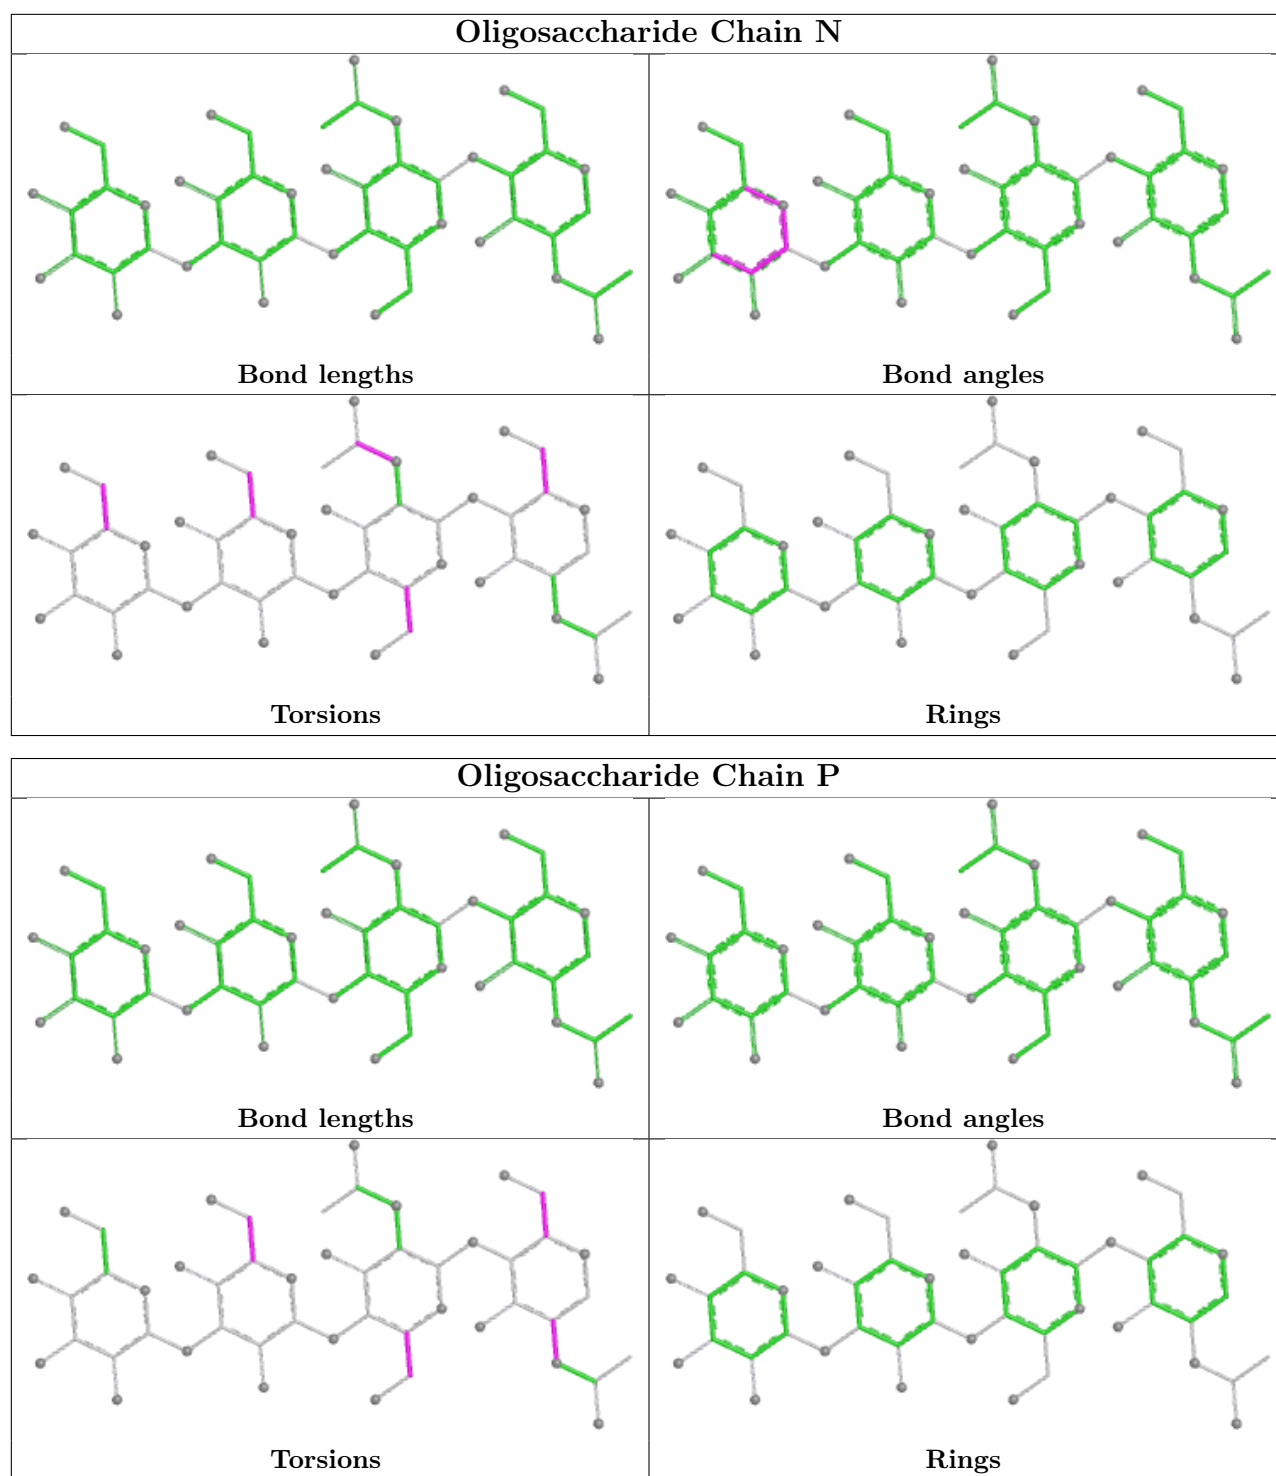 Oligosaccharide Chain N
Bond lengths
Bond angles
Torsions
Rings
Oligosaccharide Chain P
Bond lengths
Bond angles
Torsions
Rings